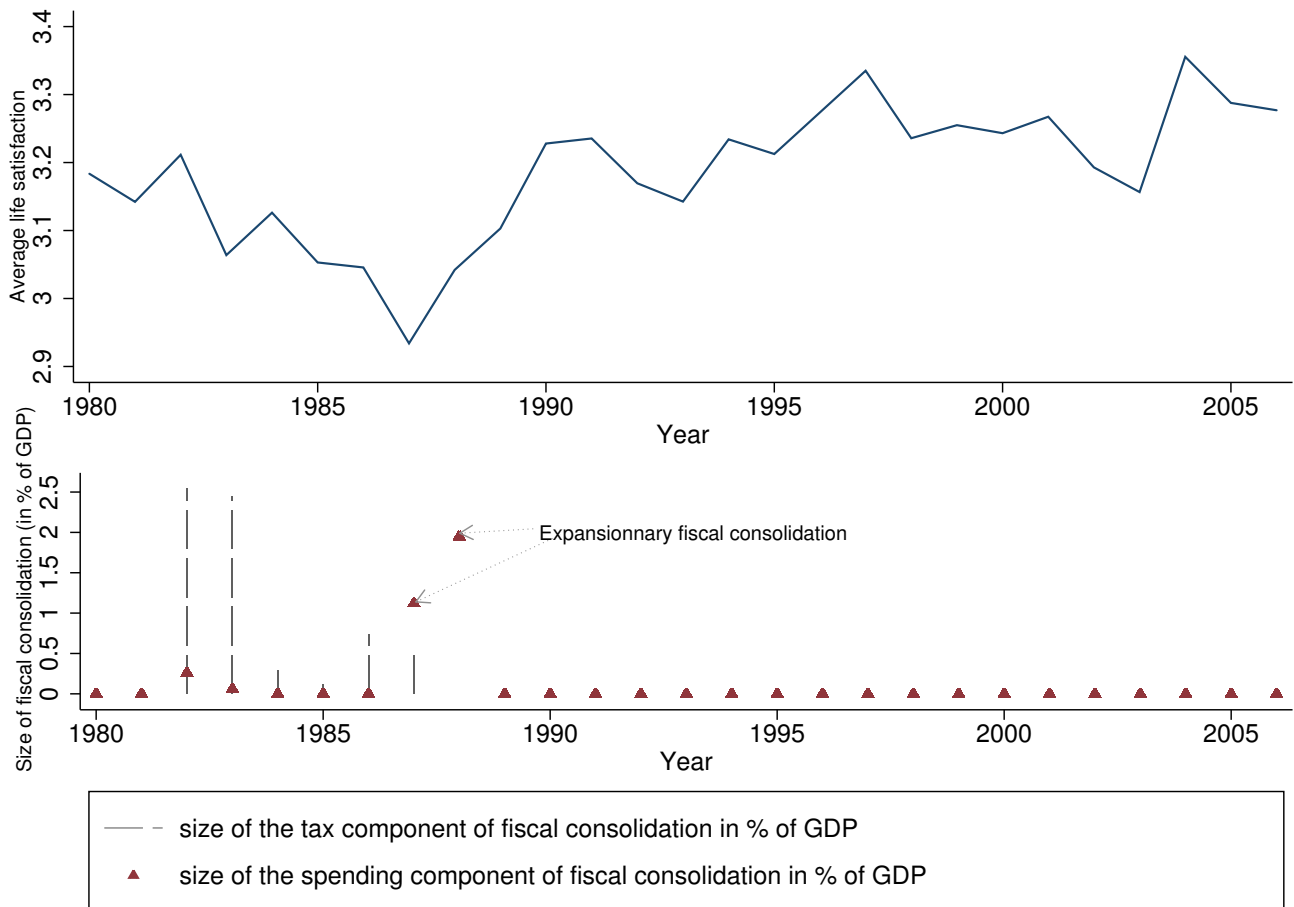 Average life satisfaction
3.4
3.3
3.2
3.1
3
2.9
1980 1985 1990 1995 2000 2005
Year
Size of fiscal consolidation (in % of GDP)
2.5
2
1.5
1
0.5
0
Expansionnary fiscal consolidation
1980 1985 1990 1995 2000 2005
Year
size of the tax component of fiscal consolidation in % of GDP
size of the spending component of fiscal consolidation in % of GDP